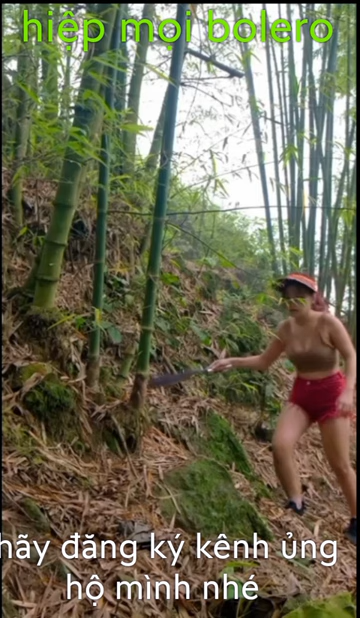 hiệp moi bolero
hãy đăng ký kênh ủng
hộ mình nhé